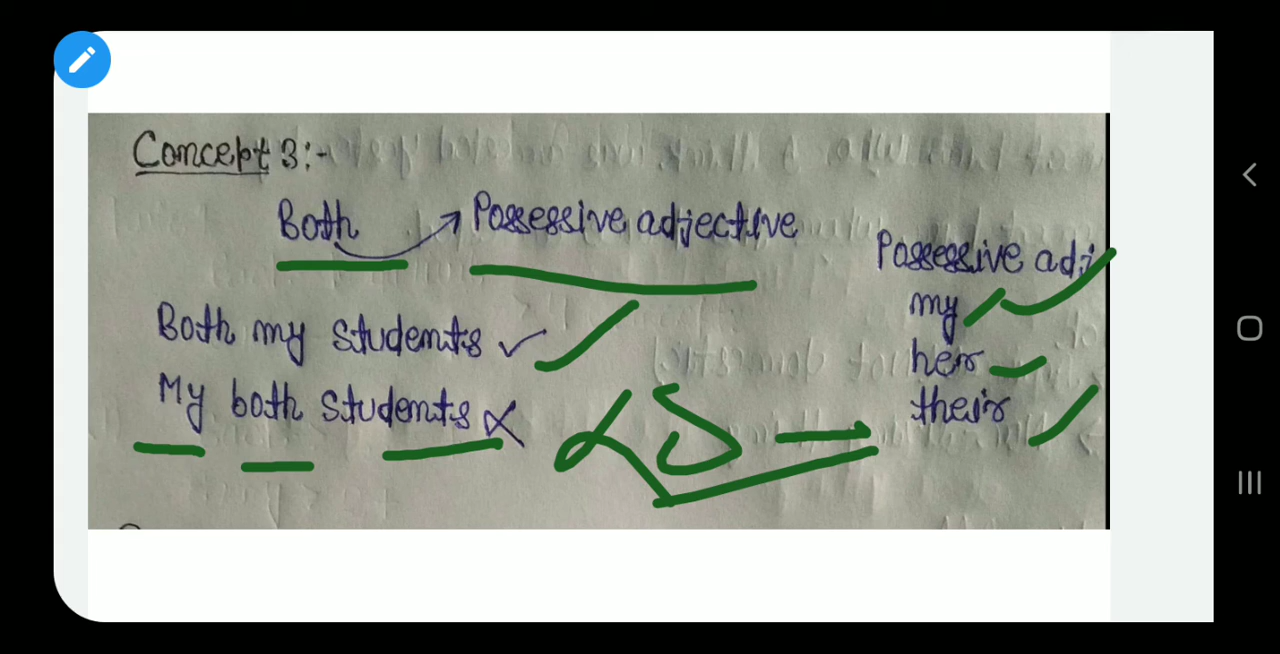 Concept 3:-
Both → Possessive adjective
Possessive adj
Both my students ✓
my
her
My both students ✗
their